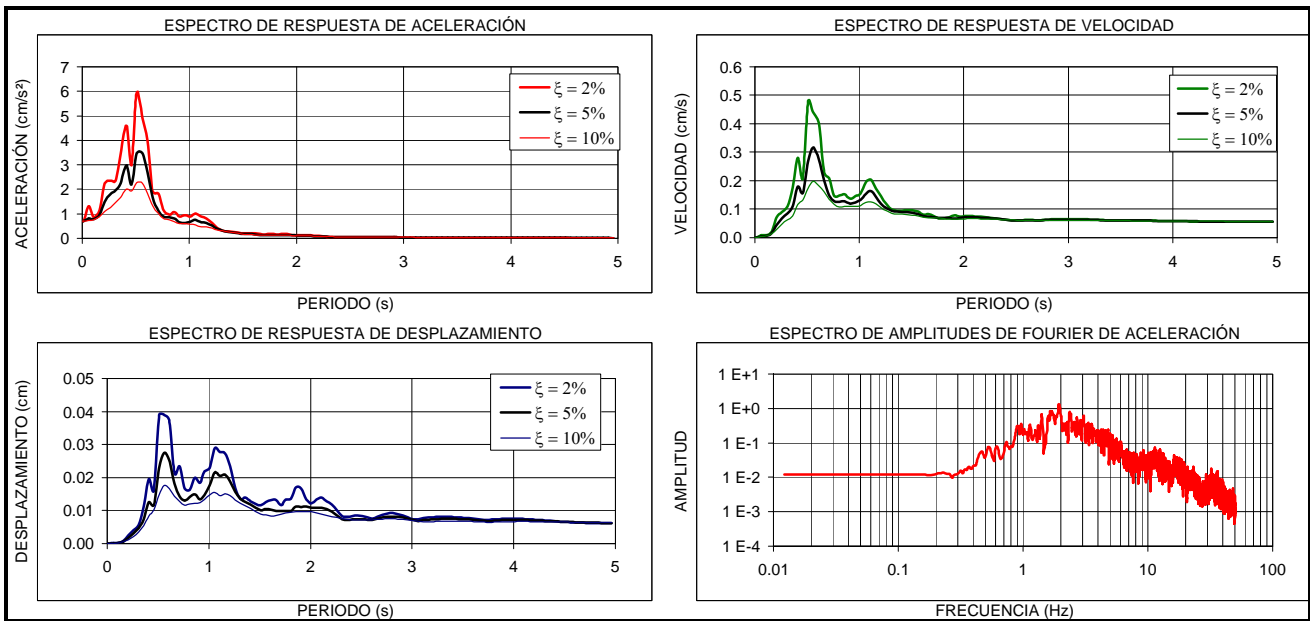 ESPECTRO DE RESPUESTA DE ACELERACIÓN
ACELERACIÓN (cm/s²)
7
6
5
4
3
2
1
0
0 1 2 3 4 5
PERIODO (s)
ξ = 2%
ξ = 5%
ξ = 10%
ESPECTRO DE RESPUESTA DE VELOCIDAD
VELOCIDAD (cm/s)
0.6
0.5
0.4
0.3
0.2
0.1
0.0
0 1 2 3 4 5
PERIODO (s)
ξ = 2%
ξ = 5%
ξ = 10%
ESPECTRO DE RESPUESTA DE DESPLAZAMIENTO
DESPLAZAMIENTO (cm)
0.05
0.04
0.03
0.02
0.01
0.00
0 1 2 3 4 5
PERIODO (s)
ξ = 2%
ξ = 5%
ξ = 10%
ESPECTRO DE AMPLITUDES DE FOURIER DE ACELERACIÓN
AMPLITUD
1 E+1
1 E+0
1 E-1
1 E-2
1 E-3
1 E-4
0.01 0.1 1 10 100
FRECUENCIA (Hz)